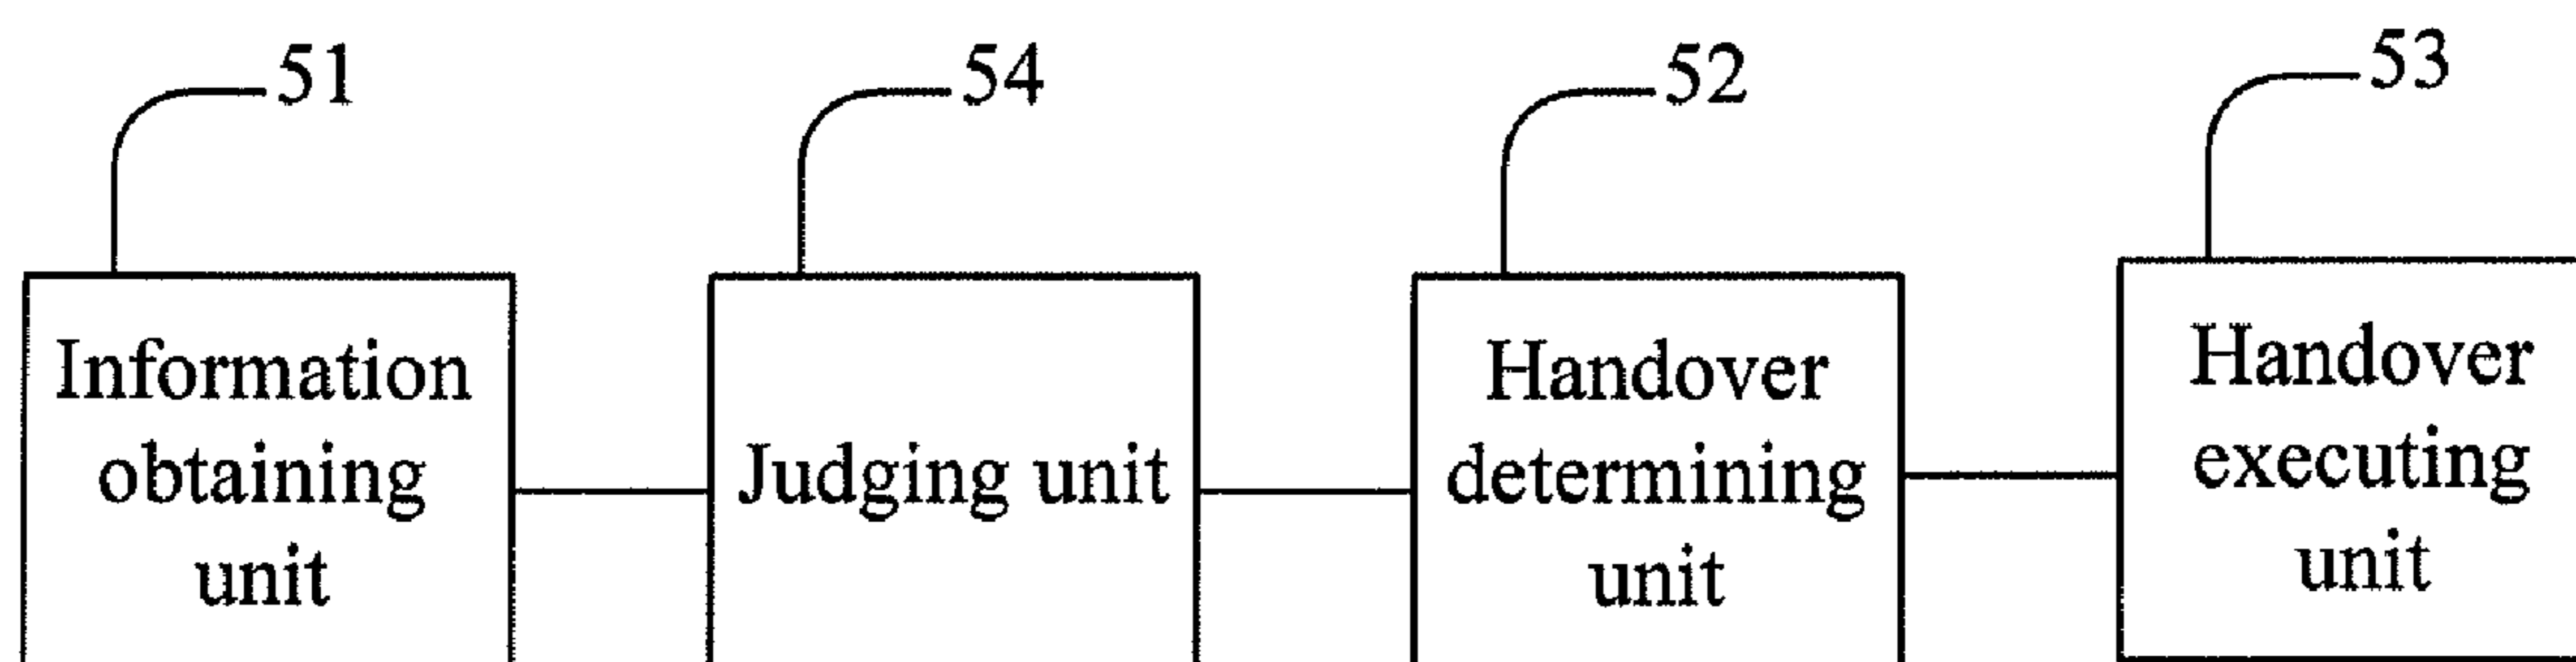 51
54
52
53
Information
obtaining
unit
Judging unit
Handover
determining
unit
Handover
executing
unit